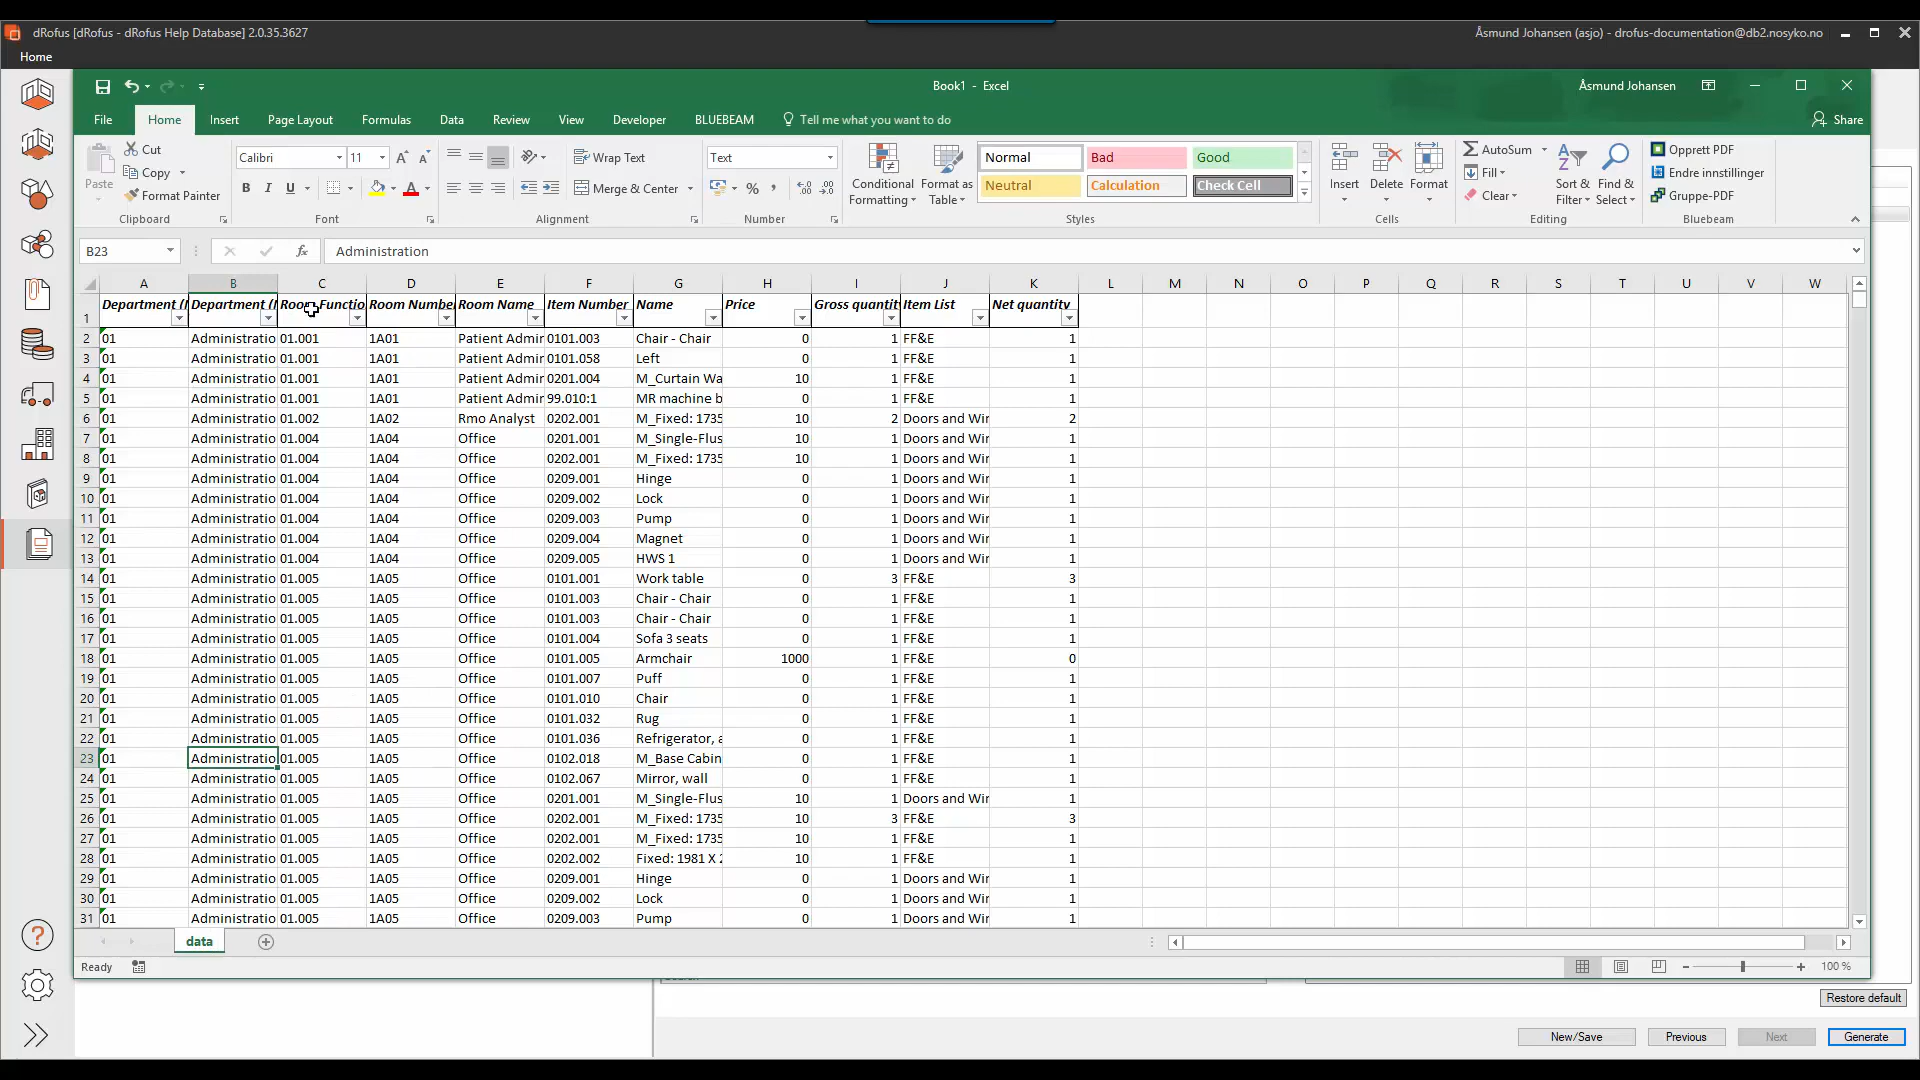 dRofus [dRofus - dRofus Help Database] 2.0.35.3627
Åsmund Johansen (asjo) - drofus-documentation@db2.nosyko.no
Home
Book1 - Excel
Åsmund Johansen
File Home Insert Page Layout Formulas Data Review View Developer BLUEBEAM Tell me what you want to do Share
Paste Cut Copy Format Painter
Calibri 11
B I U A
Wrap Text
Merge & Center
Text
Conditional Formatting
Format as Table
Normal Bad Good
Neutral Calculation Check Cell
Insert Delete Format
AutoSum Fill Clear
Sort & Filter
Find & Select
Opprett PDF
Endre innstillinger
Gruppe-PDF
Clipboard Font Alignment Number Styles Cells Editing Bluebeam
B23 fx Administration
A B C D E F G H I J K L M N O P Q R S T U V W
1 Department ( Department ( Room Functio Room Numbe Room Name Item Number Name Price Gross quantit Item List Net quantity
2 01 Administratio 01.001 1A01 Patient Admir 0101.003 Chair - Chair 0 1 FF&E 1
3 01 Administratio 01.001 1A01 Patient Admir 0101.058 Left 0 1 FF&E 1
4 01 Administratio 01.001 1A01 Patient Admir 0201.004 M_Curtain Wa 10 1 FF&E 1
5 01 Administratio 01.001 1A01 Patient Admir 99.010:1 MR machine b 0 1 FF&E 1
6 01 Administratio 01.002 1A02 Rmo Analyst 0202.001 M_Fixed: 1735 10 2 Doors and Wir 2
7 01 Administratio 01.004 1A04 Office 0201.001 M_Single-Flus 10 1 Doors and Wir 1
8 01 Administratio 01.004 1A04 Office 0202.001 M_Fixed: 1735 10 1 Doors and Wir 1
9 01 Administratio 01.004 1A04 Office 0209.001 Hinge 0 1 Doors and Wir 1
10 01 Administratio 01.004 1A04 Office 0209.002 Lock 0 1 Doors and Wir 1
11 01 Administratio 01.004 1A04 Office 0209.003 Pump 0 1 Doors and Wir 1
12 01 Administratio 01.004 1A04 Office 0209.004 Magnet 0 1 Doors and Wir 1
13 01 Administratio 01.004 1A04 Office 0209.005 HWS 1 0 1 Doors and Wir 1
14 01 Administratio 01.005 1A05 Office 0101.001 Work table 0 3 FF&E 3
15 01 Administratio 01.005 1A05 Office 0101.003 Chair - Chair 0 1 FF&E 1
16 01 Administratio 01.005 1A05 Office 0101.003 Chair - Chair 0 1 FF&E 1
17 01 Administratio 01.005 1A05 Office 0101.004 Sofa 3 seats 0 1 FF&E 1
18 01 Administratio 01.005 1A05 Office 0101.005 Armchair 1000 1 FF&E 0
19 01 Administratio 01.005 1A05 Office 0101.007 Puff 0 1 FF&E 1
20 01 Administratio 01.005 1A05 Office 0101.010 Chair 0 1 FF&E 1
21 01 Administratio 01.005 1A05 Office 0101.032 Rug 0 1 FF&E 1
22 01 Administratio 01.005 1A05 Office 0101.036 Refrigerator, a 0 1 FF&E 1
23 01 Administratio 01.005 1A05 Office 0102.018 M_Base Cabin 0 1 FF&E 1
24 01 Administratio 01.005 1A05 Office 0102.067 Mirror, wall 0 1 FF&E 1
25 01 Administratio 01.005 1A05 Office 0201.001 M_Single-Flus 10 1 Doors and Wir 1
26 01 Administratio 01.005 1A05 Office 0202.001 M_Fixed: 1735 10 3 FF&E 3
27 01 Administratio 01.005 1A05 Office 0202.001 M_Fixed: 1735 10 1 FF&E 1
28 01 Administratio 01.005 1A05 Office 0202.002 Fixed: 1981 X 2 10 1 FF&E 1
29 01 Administratio 01.005 1A05 Office 0209.001 Hinge 0 1 Doors and Wir 1
30 01 Administratio 01.005 1A05 Office 0209.002 Lock 0 1 Doors and Wir 1
31 01 Administratio 01.005 1A05 Office 0209.003 Pump 0 1 Doors and Wir 1
data
Ready 100 %
Restore default
New/Save Previous Next Generate